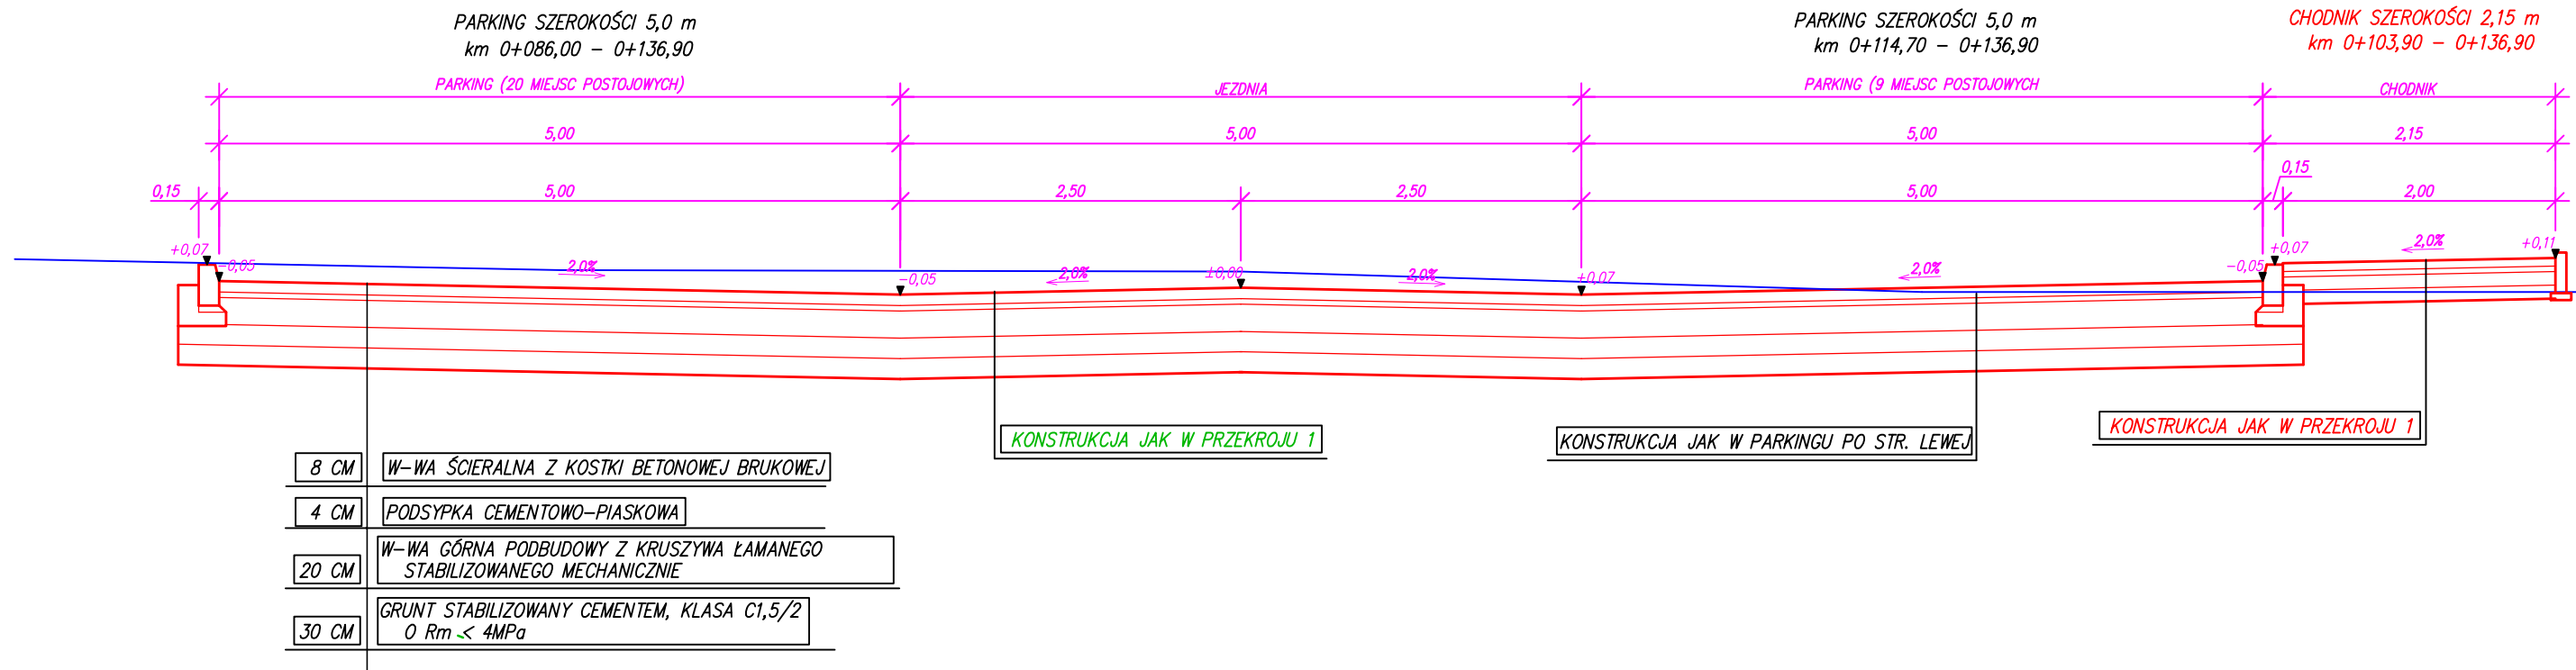 PARKING SZEROKOŚCI 5,0 m
km 0+086,00 – 0+136,90
PARKING SZEROKOŚCI 5,0 m
km 0+114,70 – 0+136,90
CHODNIK SZEROKOŚCI 2,15 m
km 0+103,90 – 0+136,90
PARKING (20 MIEJSC POSTOJOWYCH)
JEZDNIA
PARKING (9 MIEJSC POSTOJOWYCH
CHODNIK
5,00
5,00
5,00
2,15
0,15
5,00
2,50
2,50
5,00
0,15
2,00
+0,07
-0,05
2,0%
-0,05
2,0%
±0,00
2,0%
+0,07
2,0%
-0,05
+0,07
2,0%
+0,11
KONSTRUKCJA JAK W PRZEKROJU 1
KONSTRUKCJA JAK W PARKINGU PO STR. LEWEJ
KONSTRUKCJA JAK W PRZEKROJU 1
8 CM W-WA ŚCIERALNA Z KOSTKI BETONOWEJ BRUKOWEJ
4 CM PODSYPKA CEMENTOWO-PIASKOWA
20 CM W-WA GÓRNA PODBUDOWY Z KRUSZYWA ŁAMANEGO
STABILIZOWANEGO MECHANICZNIE
30 CM GRUNT STABILIZOWANY CEMENTEM, KLASA C1,5/2
O Rm < 4MPa